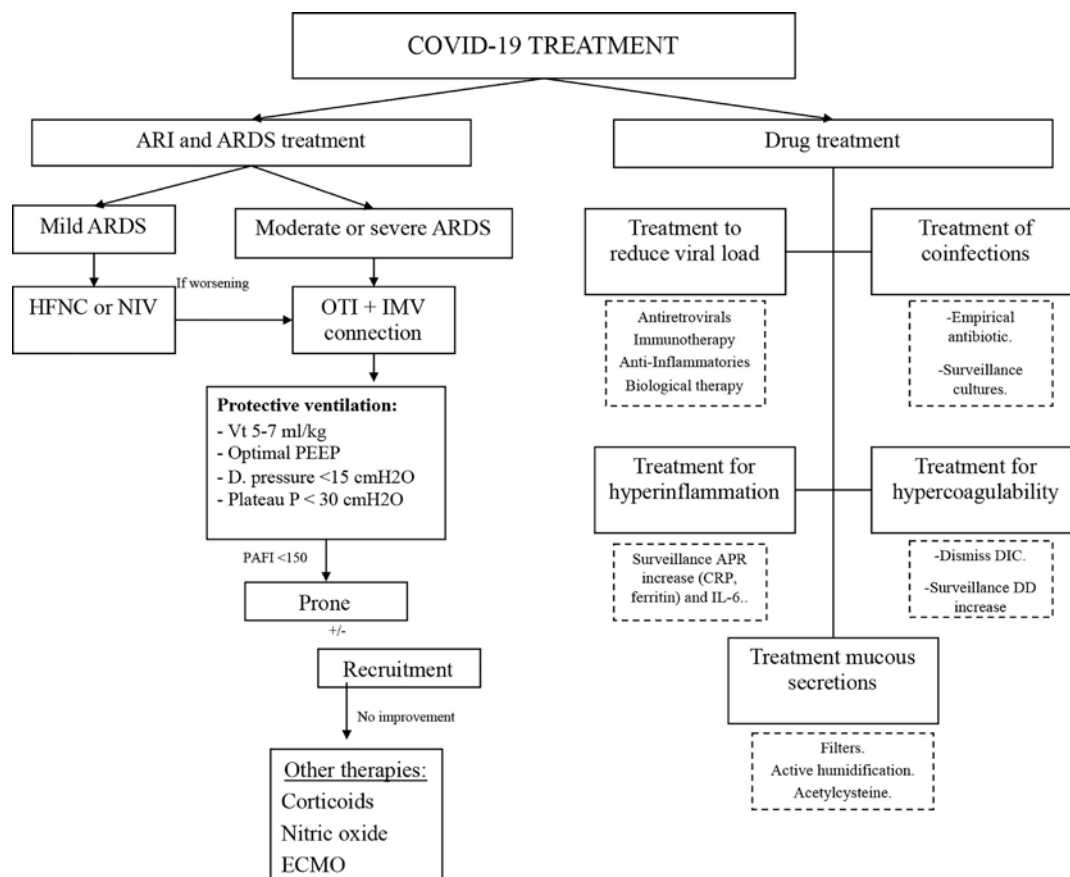 COVID-19 TREATMENT
ARI and ARDS treatment
Mild ARDS
Moderate or severe ARDS
HFNC or NIV
If worsening
OTI + IMV
connection
Protective ventilation:
- Vt 5-7 ml/kg
- Optimal PEEP
- D. pressure <15 cmH2O
- Plateau P < 30 cmH2O
PAFI <150
Prone
+/-
Recruitment
No improvement
Other therapies:
Corticoids
Nitric oxide
ECMO
Drug treatment
Treatment to
reduce viral load
Antiretrovirals
Immunotherapy
Anti-Inflammatories
Biological therapy
Treatment of
coinfections
-Empirical
antibiotic.
-Surveillance
cultures.
Treatment for
hyperinflammation
Surveillance APR
increase (CRP,
ferritin) and IL-6..
Treatment for
hypercoagulability
-Dismiss DIC.
-Surveillance DD
increase
Treatment mucous
secretions
Filters.
Active humidification.
Acetylcysteine.